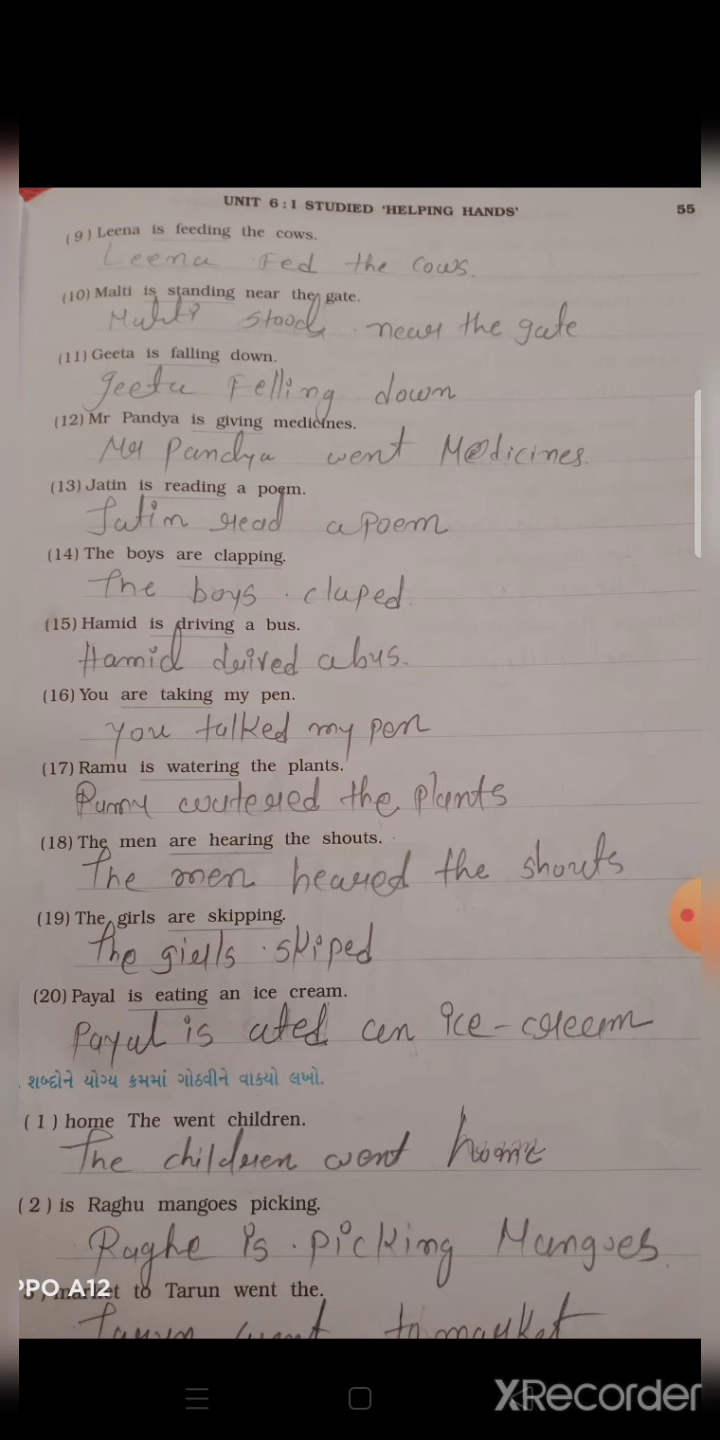 UNIT 6 : I STUDIED 'HELPING HANDS' 55
(9) Leena is feeding the cows.
Leena Fed the cows.
(10) Malti is standing near the gate.
Malti stood near the gate
(11) Geeta is falling down.
geeta Felling down
(12) Mr Pandya is giving medicines.
Mr Pandya went Medicines.
(13) Jatin is reading a poem.
Jatin read a poem
(14) The boys are clapping.
The boys claped.
(15) Hamid is driving a bus.
Hamid derived a bus.
(16) You are taking my pen.
you talked my pen
(17) Ramu is watering the plants.
watered the plants
(18) The men are hearing the shouts.
The men heared the shouts
(19) The girls are skipping.
The skiped
(20) Payal is eating an ice cream.
Payal is ated an ice-cream
શબ્દોને યોગ્ય ક્રમમાં ગોઠવીને વાક્યો લખો.
(1) home The went children.
The children went home
(2) is Raghu mangoes picking.
Raghe is picking Mangoes.
to Tarun went the.
Tarun went to market
PPO A12
XRecorder